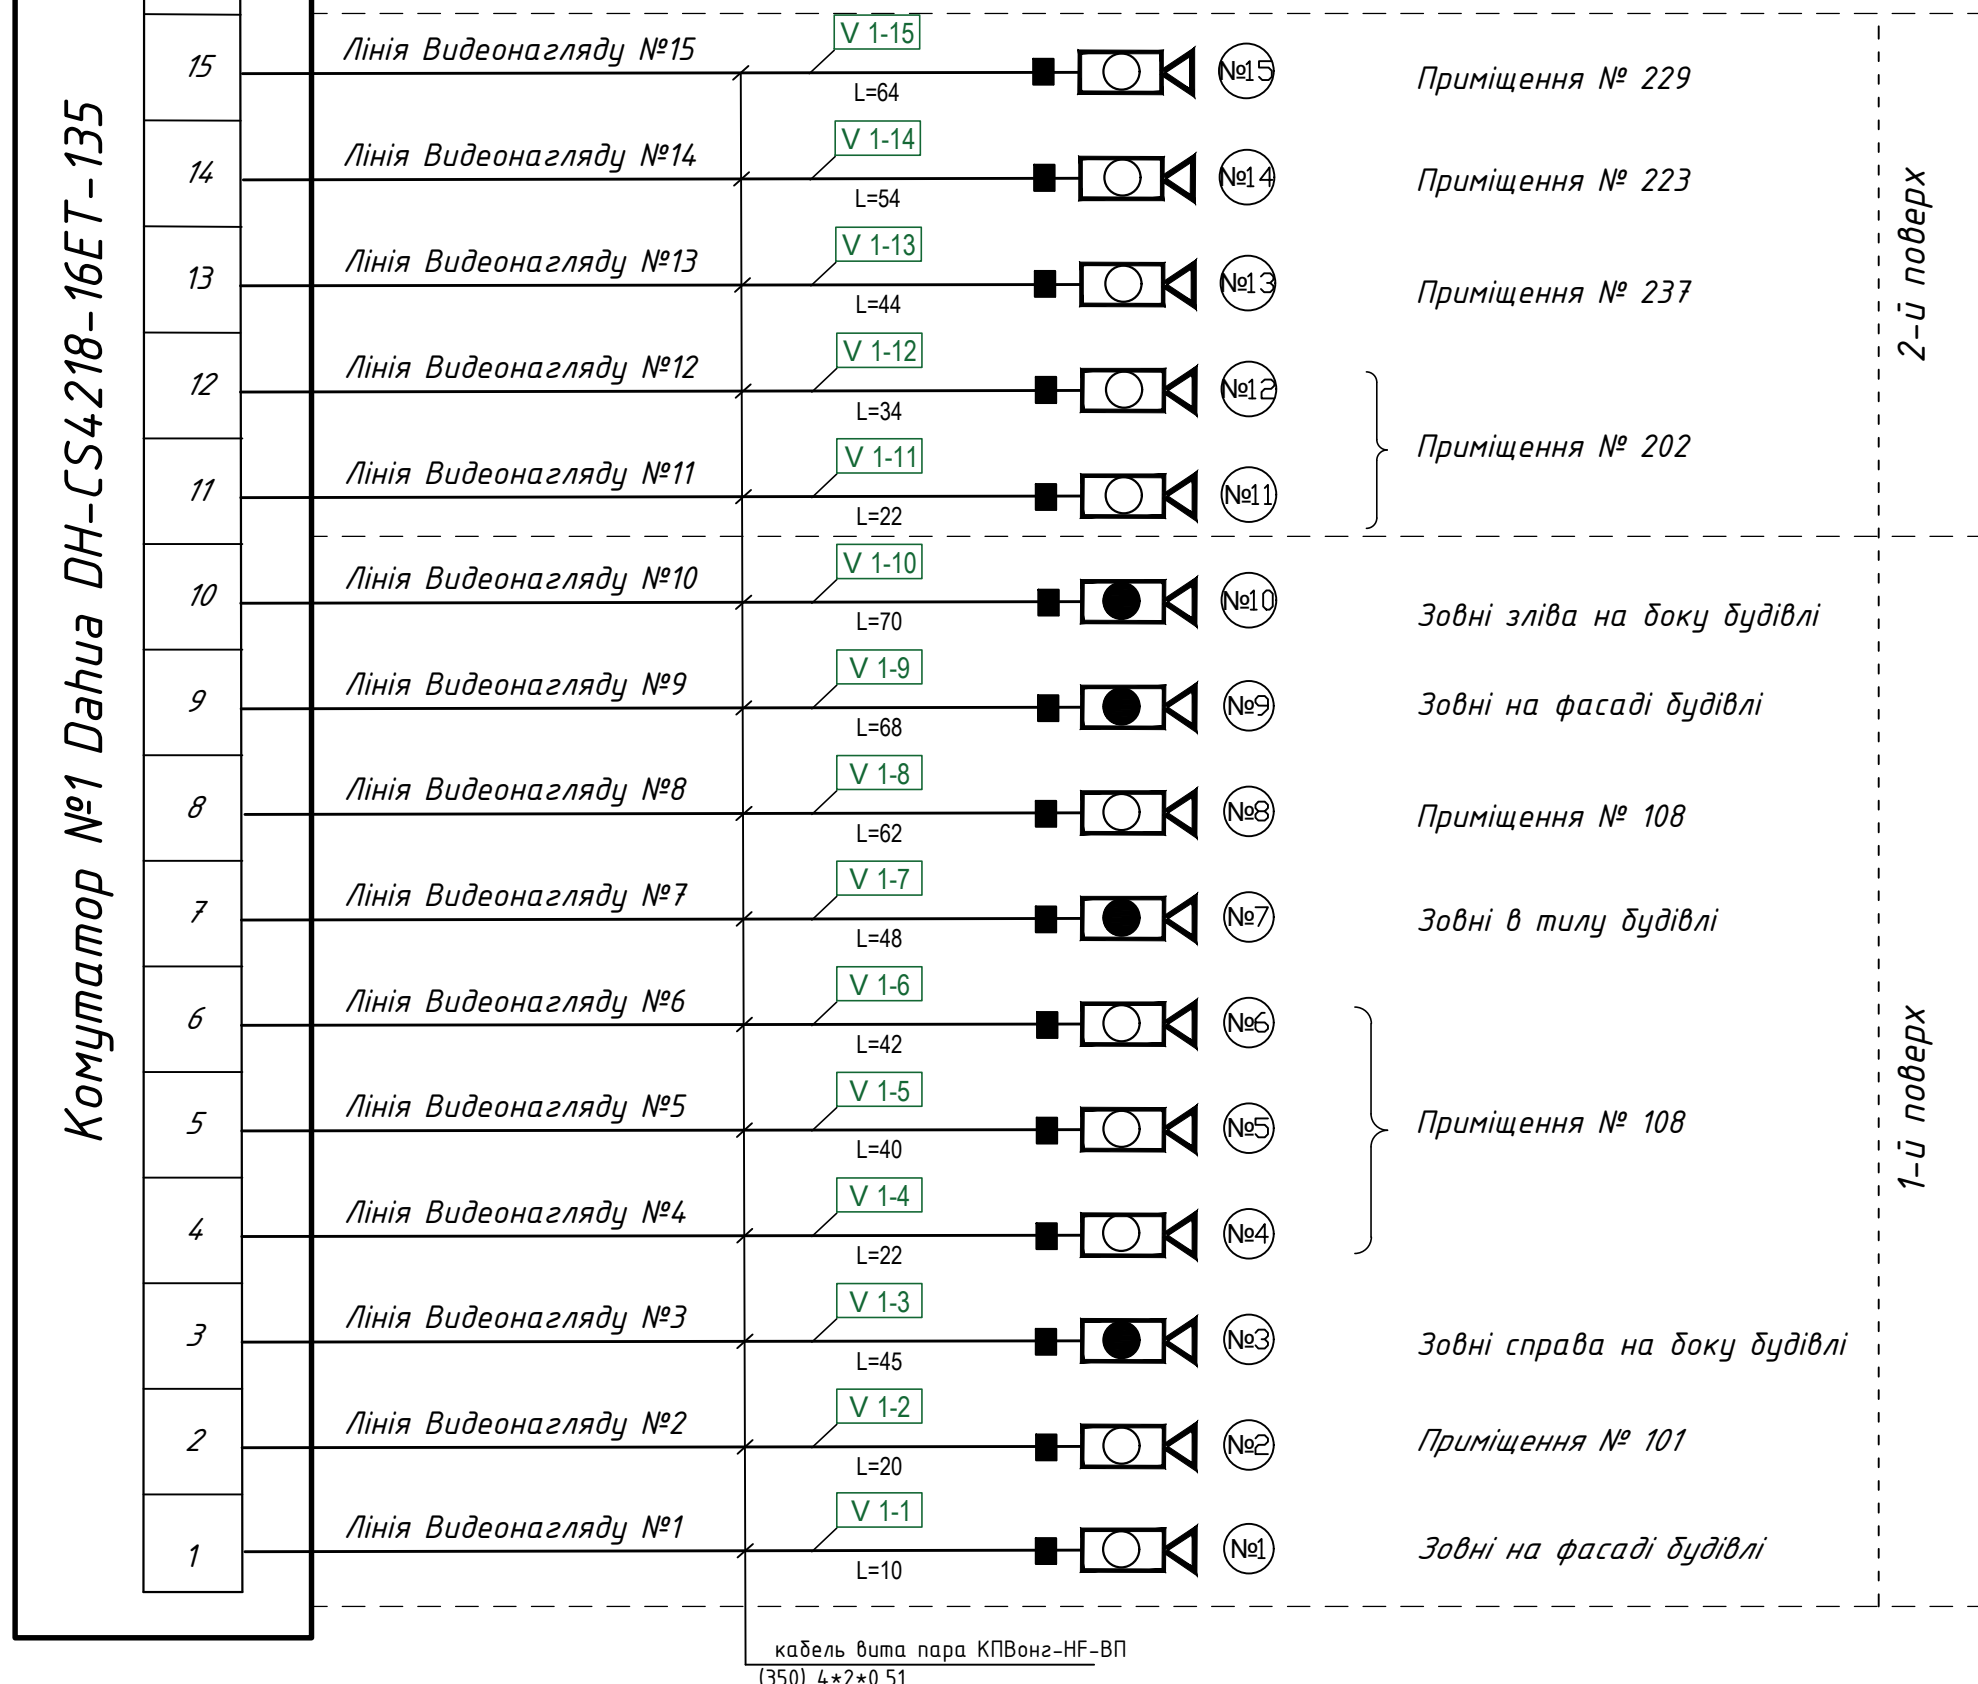 Комутатор №1 Dahua DH-CS4218-16ET-135
15
Лінія Видеонагляду №15
V 1-15
L=64
№15
Приміщення № 229
14
Лінія Видеонагляду №14
V 1-14
L=54
№14
Приміщення № 223
13
Лінія Видеонагляду №13
V 1-13
L=44
№13
Приміщення № 237
12
Лінія Видеонагляду №12
V 1-12
L=34
№12
Приміщення № 202
11
Лінія Видеонагляду №11
V 1-11
L=22
№11
2-й поверх
10
Лінія Видеонагляду №10
V 1-10
L=70
№10
Зовні зліва на боку будівлі
9
Лінія Видеонагляду №9
V 1-9
L=68
№9
Зовні на фасаді будівлі
8
Лінія Видеонагляду №8
V 1-8
L=62
№8
Приміщення № 108
7
Лінія Видеонагляду №7
V 1-7
L=48
№7
Зовні в тилу будівлі
6
Лінія Видеонагляду №6
V 1-6
L=42
№6
5
Лінія Видеонагляду №5
V 1-5
L=40
№5
Приміщення № 108
4
Лінія Видеонагляду №4
V 1-4
L=22
№4
3
Лінія Видеонагляду №3
V 1-3
L=45
№3
Зовні справа на боку будівлі
2
Лінія Видеонагляду №2
V 1-2
L=20
№2
Приміщення № 101
1
Лінія Видеонагляду №1
V 1-1
L=10
№1
Зовні на фасаді будівлі
1-й поверх
кабель вита пара КПВонг-HF-ВП
(350) 4*2*0,51